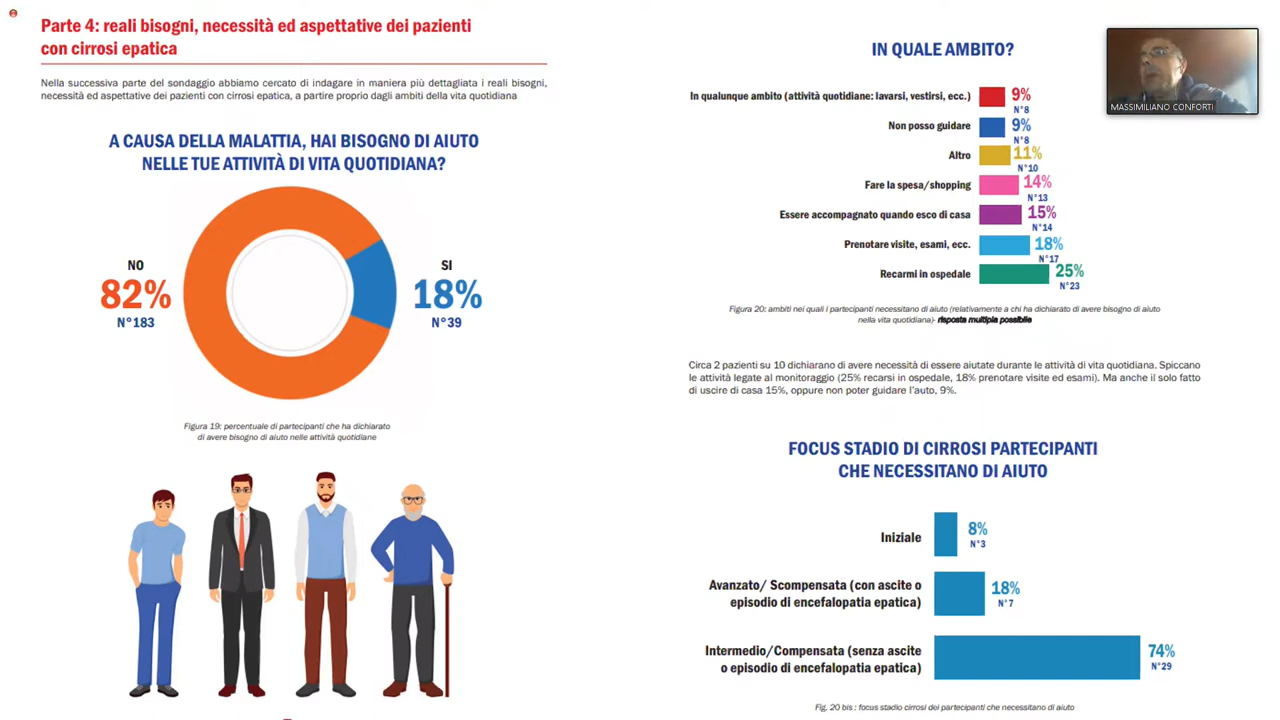 Parte 4: reali bisogni, necessità ed aspettative dei pazienti
con cirrosi epatica
Nella successiva parte del sondaggio abbiamo cercato di indagare in maniera più dettagliata i reali bisogni,
necessità ed aspettative dei pazienti con cirrosi epatica, a partire proprio dagli ambiti della vita quotidiana
A CAUSA DELLA MALATTIA, HAI BISOGNO DI AIUTO
NELLE TUE ATTIVITÀ DI VITA QUOTIDIANA?
NO
82%
N°183
SI
18%
N°39
Figura 19: percentuale di partecipanti che ha dichiarato
di avere bisogno di aiuto nelle attività quotidiane
IN QUALE AMBITO?
In qualunque ambito (attività quotidiane: lavarsi, vestirsi, ecc.)
9%
N°8
Non posso guidare
9%
N°8
Altro
11%
N°10
Fare la spesa/shopping
14%
N°13
Essere accompagnato quando esco di casa
15%
N°14
Prenotare visite, esami, ecc.
18%
N°17
Recarmi in ospedale
25%
N°23
Figura 20: ambiti nei quali i partecipanti necessitano di aiuto (relativamente a chi ha dichiarato di avere bisogno di aiuto
nella vita quotidiana)- risposta multipla possibile
Circa 2 pazienti su 10 dichiarano di avere necessità di essere aiutate durante le attività di vita quotidiana. Spiccano
le attività legate al monitoraggio (25% recarsi in ospedale, 18% prenotare visite ed esami). Ma anche il solo fatto
di uscire di casa 15%, oppure non poter guidare l'auto, 9%.
FOCUS STADIO DI CIRROSI PARTECIPANTI
CHE NECESSITANO DI AIUTO
Iniziale
8%
N°3
Avanzato/ Scompensata (con ascite o
episodio di encefalopatia epatica)
18%
N°7
Intermedio/Compensata (senza ascite
o episodio di encefalopatia epatica)
74%
N°29
Fig. 20 bis : focus stadio cirrosi dei partecipanti che necessitano di aiuto
MASSIMILIANO CONFORTI